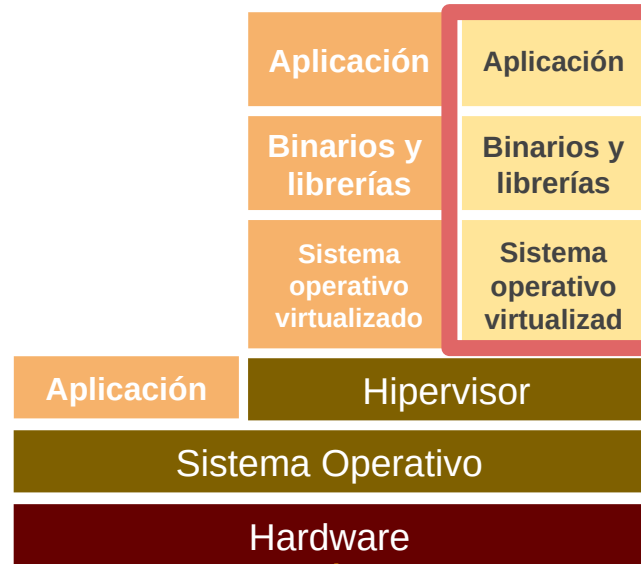 Aplicación
Aplicación
Binarios y
librerías
Binarios y
librerías
Sistema
operativo
virtualizado
Sistema
operativo
virtualizad
Aplicación
Hipervisor
Sistema Operativo
Hardware